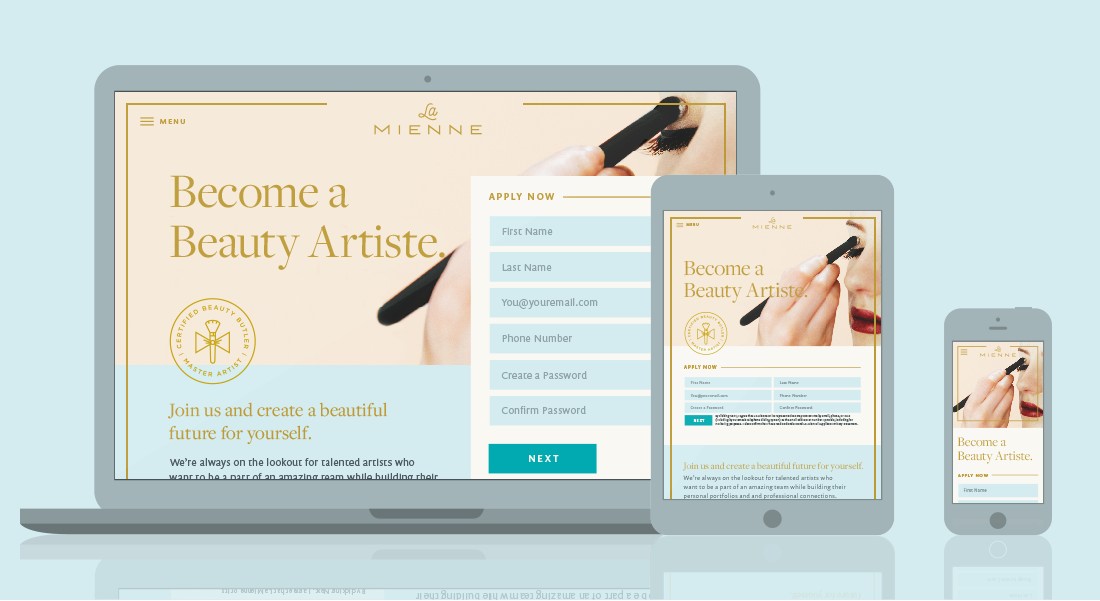 MENU
La
MIENNE
Become a
Beauty Artiste.
CERTIFIED BEAUTY BUTLER
MASTER ARTIST
Join us and create a beautiful
future for yourself.
We're always on the lookout for talented artists who
want to be a part of an amazing team while building their
APPLY NOW
First Name
Last Name
You@youremail.com
Phone Number
Create a Password
Confirm Password
NEXT
MENU
La
MIENNE
Become a
Beauty Artiste.
CERTIFIED BEAUTY BUTLER
MASTER ARTIST
APPLY NOW
First Name
Last Name
You@youremail.com
Phone Number
Create a Password
Confirm Password
NEXT
Join us and create a beautiful future for yourself.
We're always on the lookout for talented artists who
want to be a part of an amazing team while building their
personal portfolios and and professional connections.
La
MIENNE
Become a
Beauty Artiste.
APPLY NOW
First Name